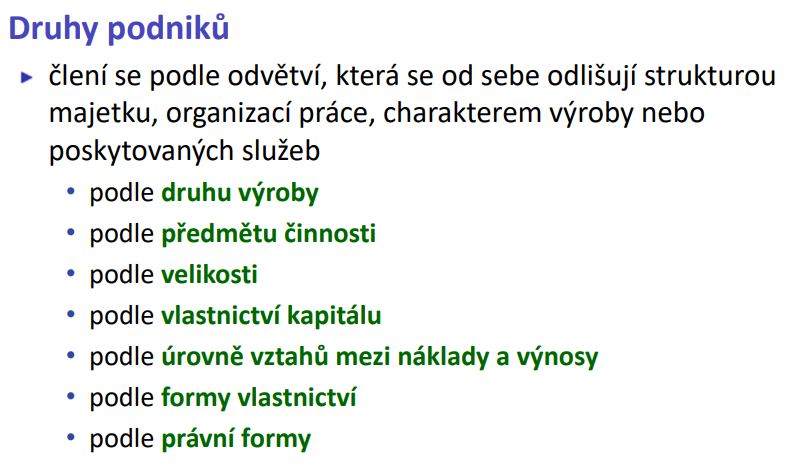 Druhy podniků
člení se podle odvětví, která se od sebe odlišují strukturou
majetku, organizací práce, charakterem výroby nebo
poskytovaných služeb
• podle druhu výroby
• podle předmětu činnosti
• podle velikosti
• podle vlastnictví kapitálu
• podle úrovně vztahů mezi náklady a výnosy
• podle formy vlastnictví
• podle právní formy